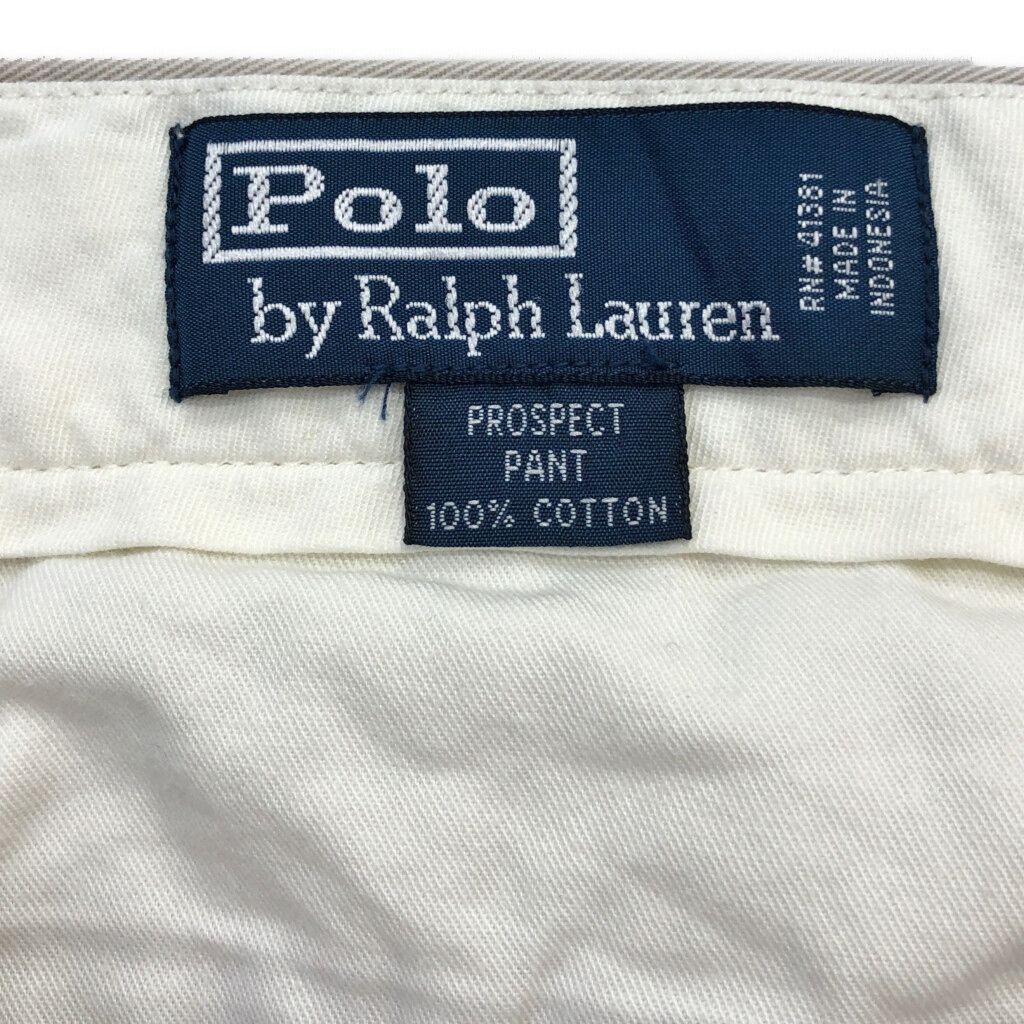 Polo
by Ralph Lauren
RN# 41381
MADE IN
INDONESIA
PROSPECT
PANT
100% COTTON